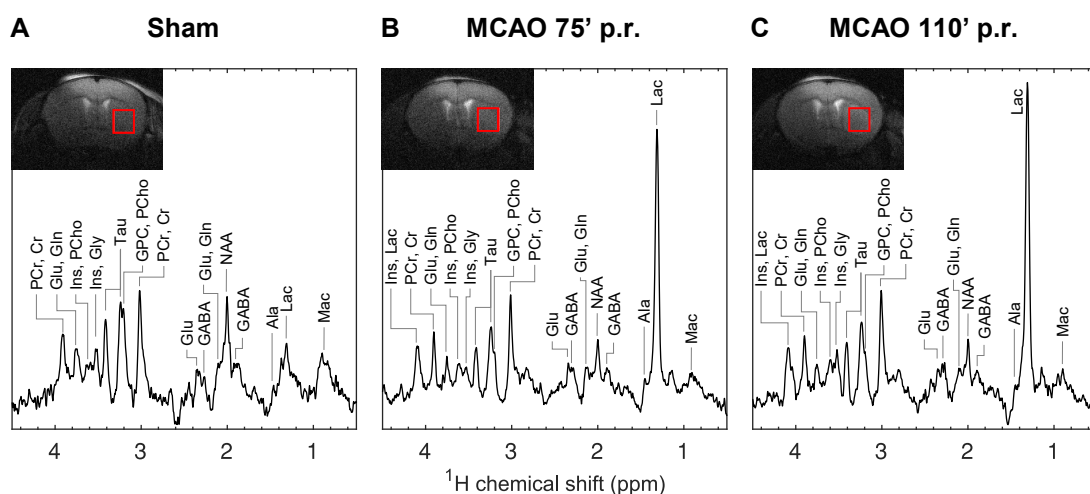 A Sham
B MCAO 75' p.r.
C MCAO 110' p.r.
PCr, Cr
Glu, Gln
Ins, PCho
Ins, Gly
Tau
GPC, PCho
PCr, Cr
Glu
GABA
Glu, Gln
NAA
GABA
Ala
Lac
Mac
4 3 2 1
Ins, Lac
PCr, Cr
Glu, Gln
Ins, PCho
Ins, Gly
Tau
GPC, PCho
PCr, Cr
Glu
GABA
Glu, Gln
NAA
GABA
Ala
Lac
Mac
4 3 2 1
Ins, Lac
PCr, Cr
Glu, Gln
Ins, PCho
Ins, Gly
Tau
GPC, PCho
PCr, Cr
Glu
GABA
Glu, Gln
NAA
GABA
Ala
Lac
Mac
4 3 2 1
¹H chemical shift (ppm)